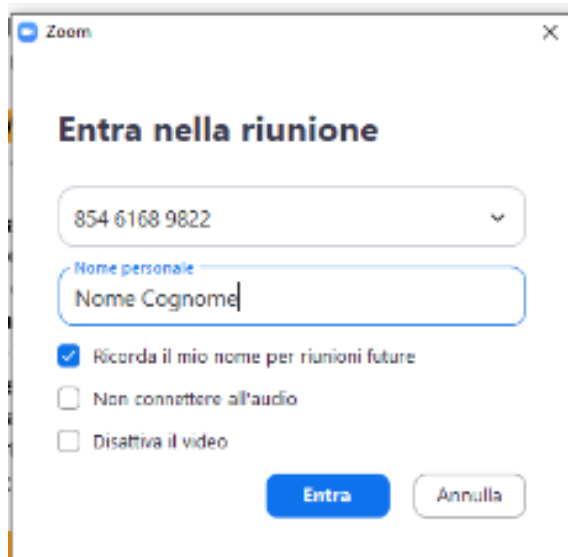 Zoom
Entra nella riunione
854 6168 9822
Nome personale
Nome Cognome
Ricorda il mio nome per riunioni future
Non connettere all'audio
Disattiva il video
Entra
Annulla